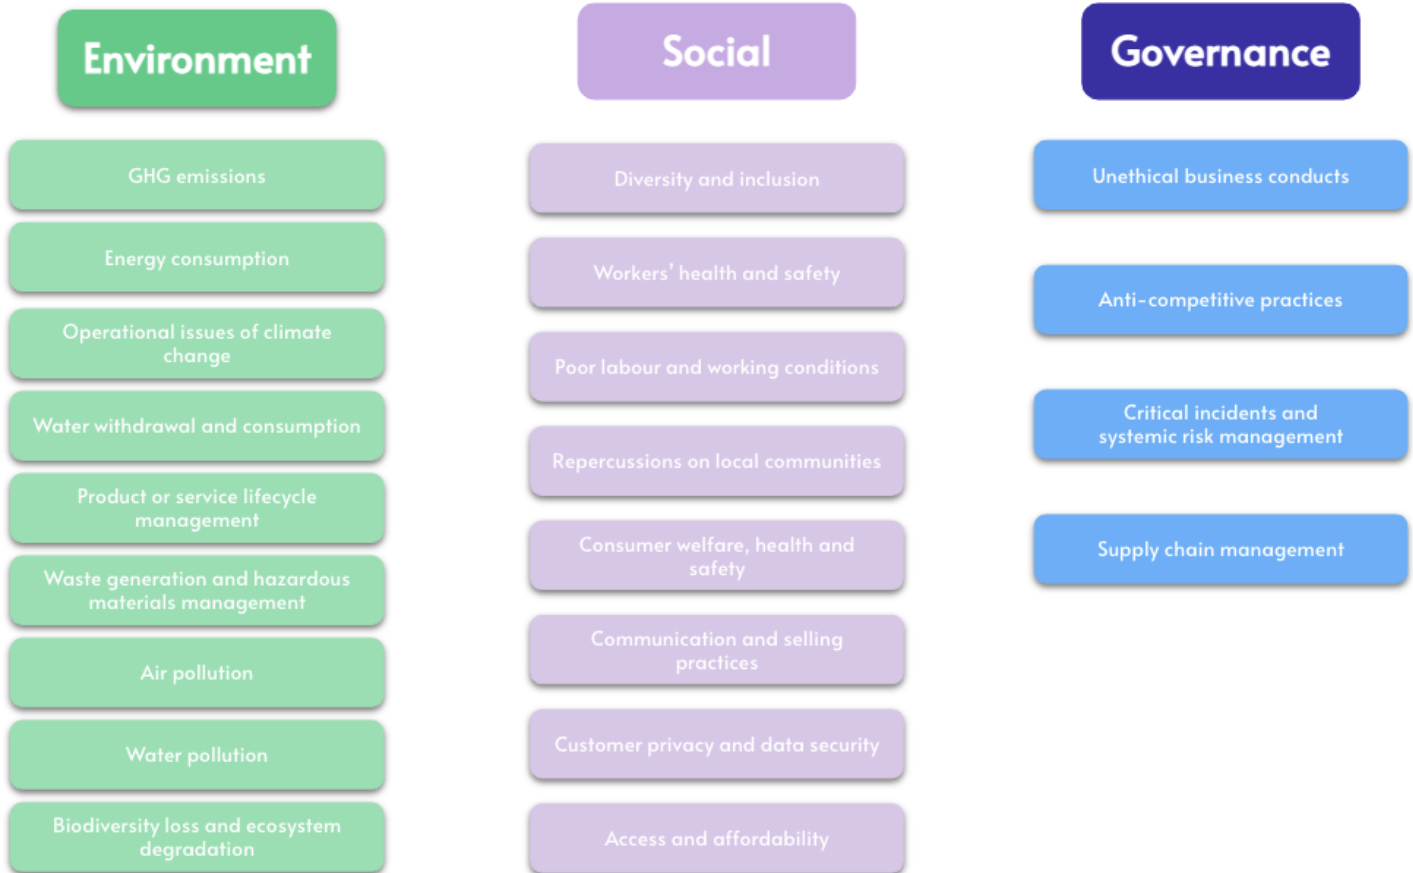 Environment
GHG emissions
Energy consumption
Operational issues of climate
change
Water withdrawal and consumption
Product or service lifecycle
management
Waste generation and hazardous
materials management
Air pollution
Water pollution
Biodiversity loss and ecosystem
degradation
Social
Diversity and inclusion
Workers’ health and safety
Poor labour and working conditions
Repercussions on local communities
Consumer welfare, health and
safety
Communication and selling
practices
Customer privacy and data security
Access and affordability
Governance
Unethical business conducts
Anti-competitive practices
Critical incidents and
systemic risk management
Supply chain management